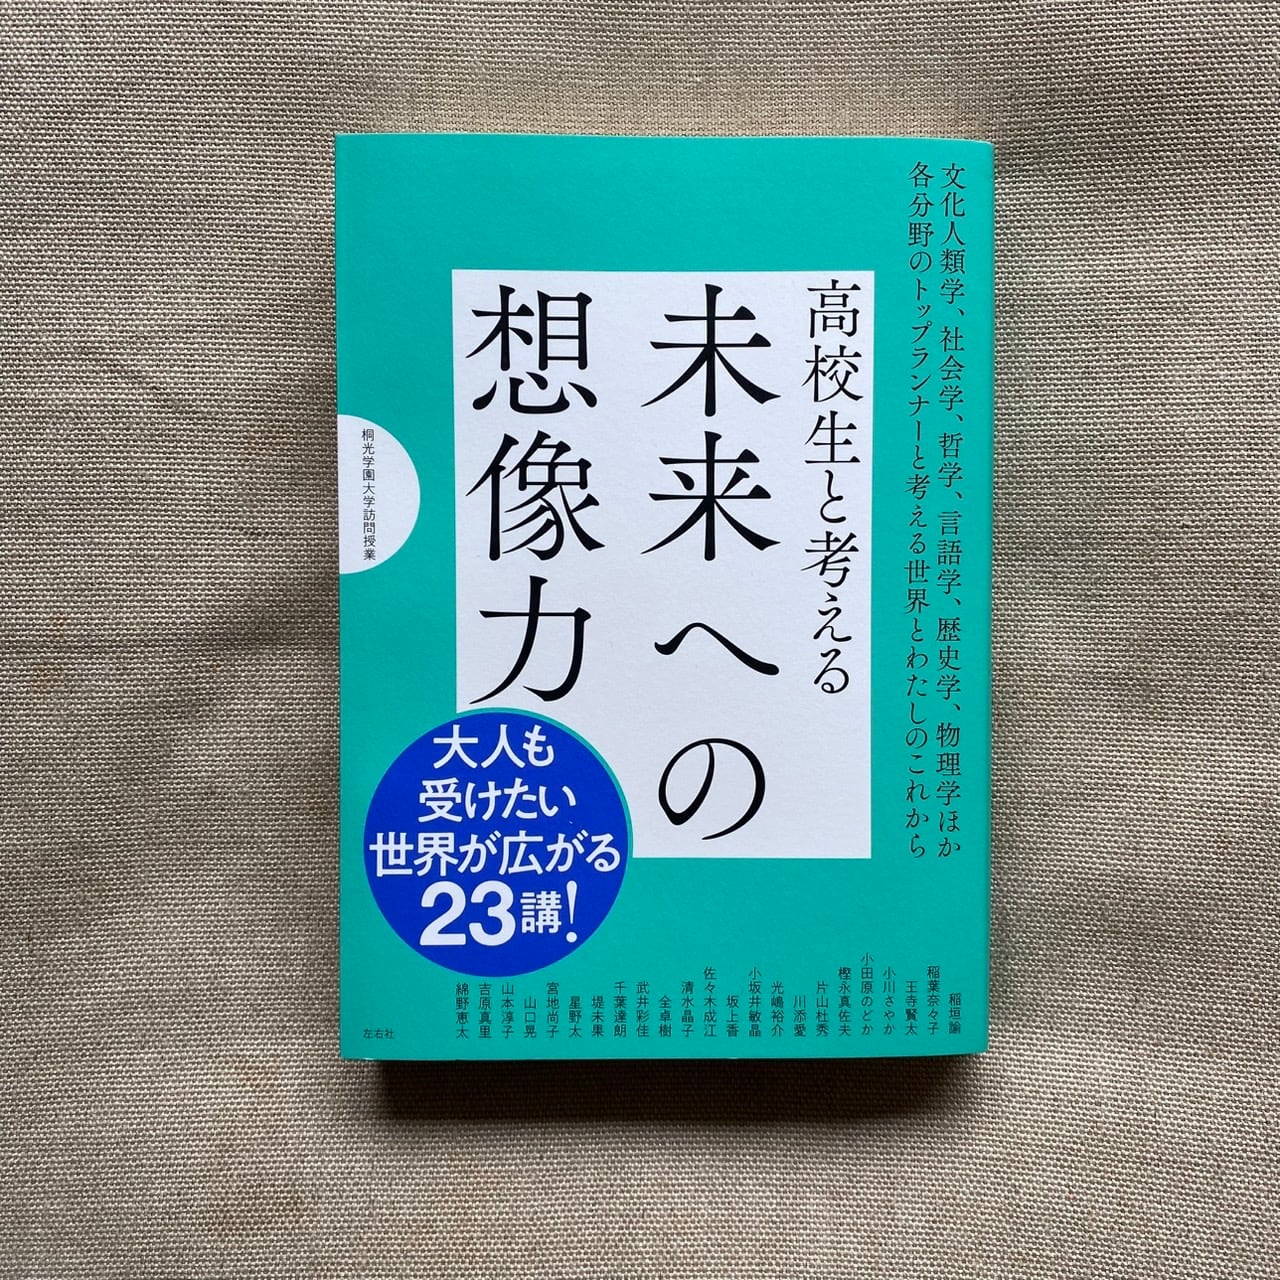 文化人類学、社会学、哲学、言語学、歴史学、物理学ほか
各分野のトップランナーと考える世界とわたしのこれから
高校生と考える
未来への
想像力
桐光学園大学訪問授業
大人も
受けたい
世界が広がる
23講!
稲垣諭
稲葉奈々子
王寺賢太
小川さやか
小田原のどか
樫永真佐夫
片山杜秀
川添愛
光嶋裕介
小坂井敏晶
坂上香
佐々木成江
清水晶子
全卓樹
武井彩佳
千葉達朗
堤未果
星野太
宮地尚子
山口晃
山本淳子
吉原真里
綿野恵太
左右社